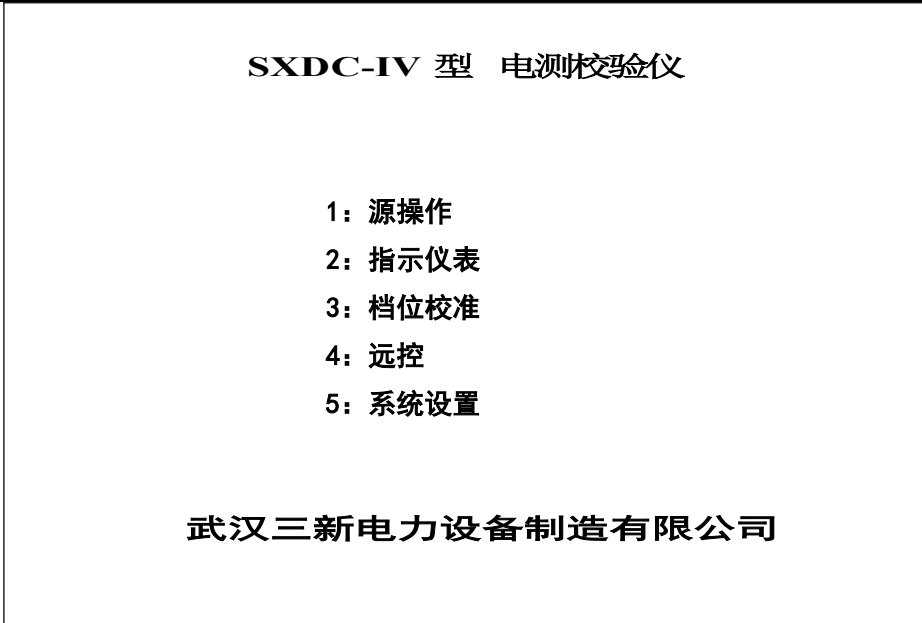 SXDC-IV 型 电测校验仪
1：源操作
2：指示仪表
3：档位校准
4：远控
5：系统设置
武汉三新电力设备制造有限公司